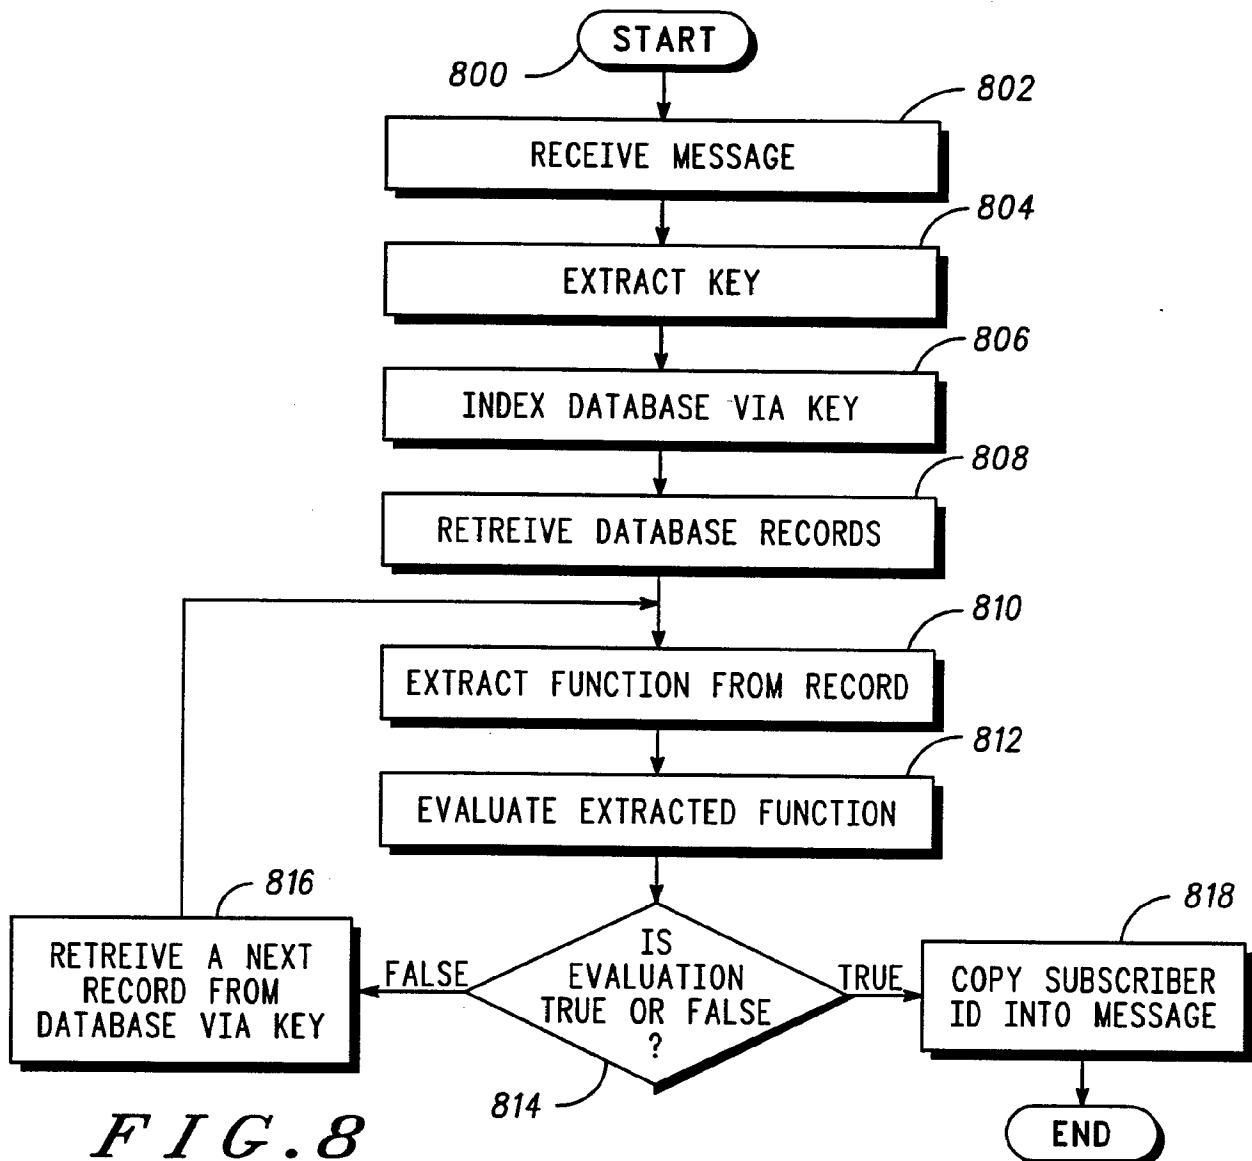 START
800
802
RECEIVE MESSAGE
804
EXTRACT KEY
806
INDEX DATABASE VIA KEY
808
RETREIVE DATABASE RECORDS
810
EXTRACT FUNCTION FROM RECORD
812
EVALUATE EXTRACTED FUNCTION
816
RETREIVE A NEXT
RECORD FROM
DATABASE VIA KEY
FALSE
IS
EVALUATION
TRUE OR FALSE
?
814
TRUE
818
COPY SUBSCRIBER
ID INTO MESSAGE
END
FIG.8